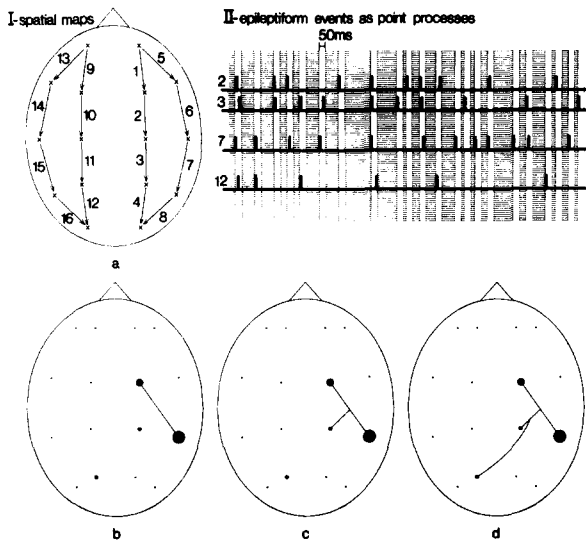 I-spatial maps
II-epileptiform events as point processes
50ms
13
9
1
5
14
10
2
6
15
11
3
7
16
12
4
8
a
2
3
7
12
b
c
d